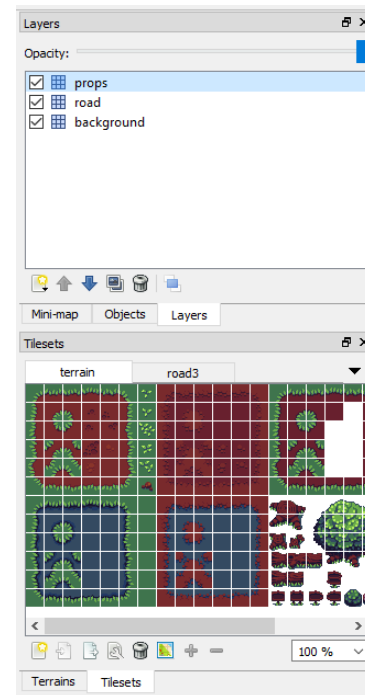 Layers
Opacity:
props
road
background
Mini-map Objects Layers
Tilesets
terrain road3
100 %
Terrains Tilesets